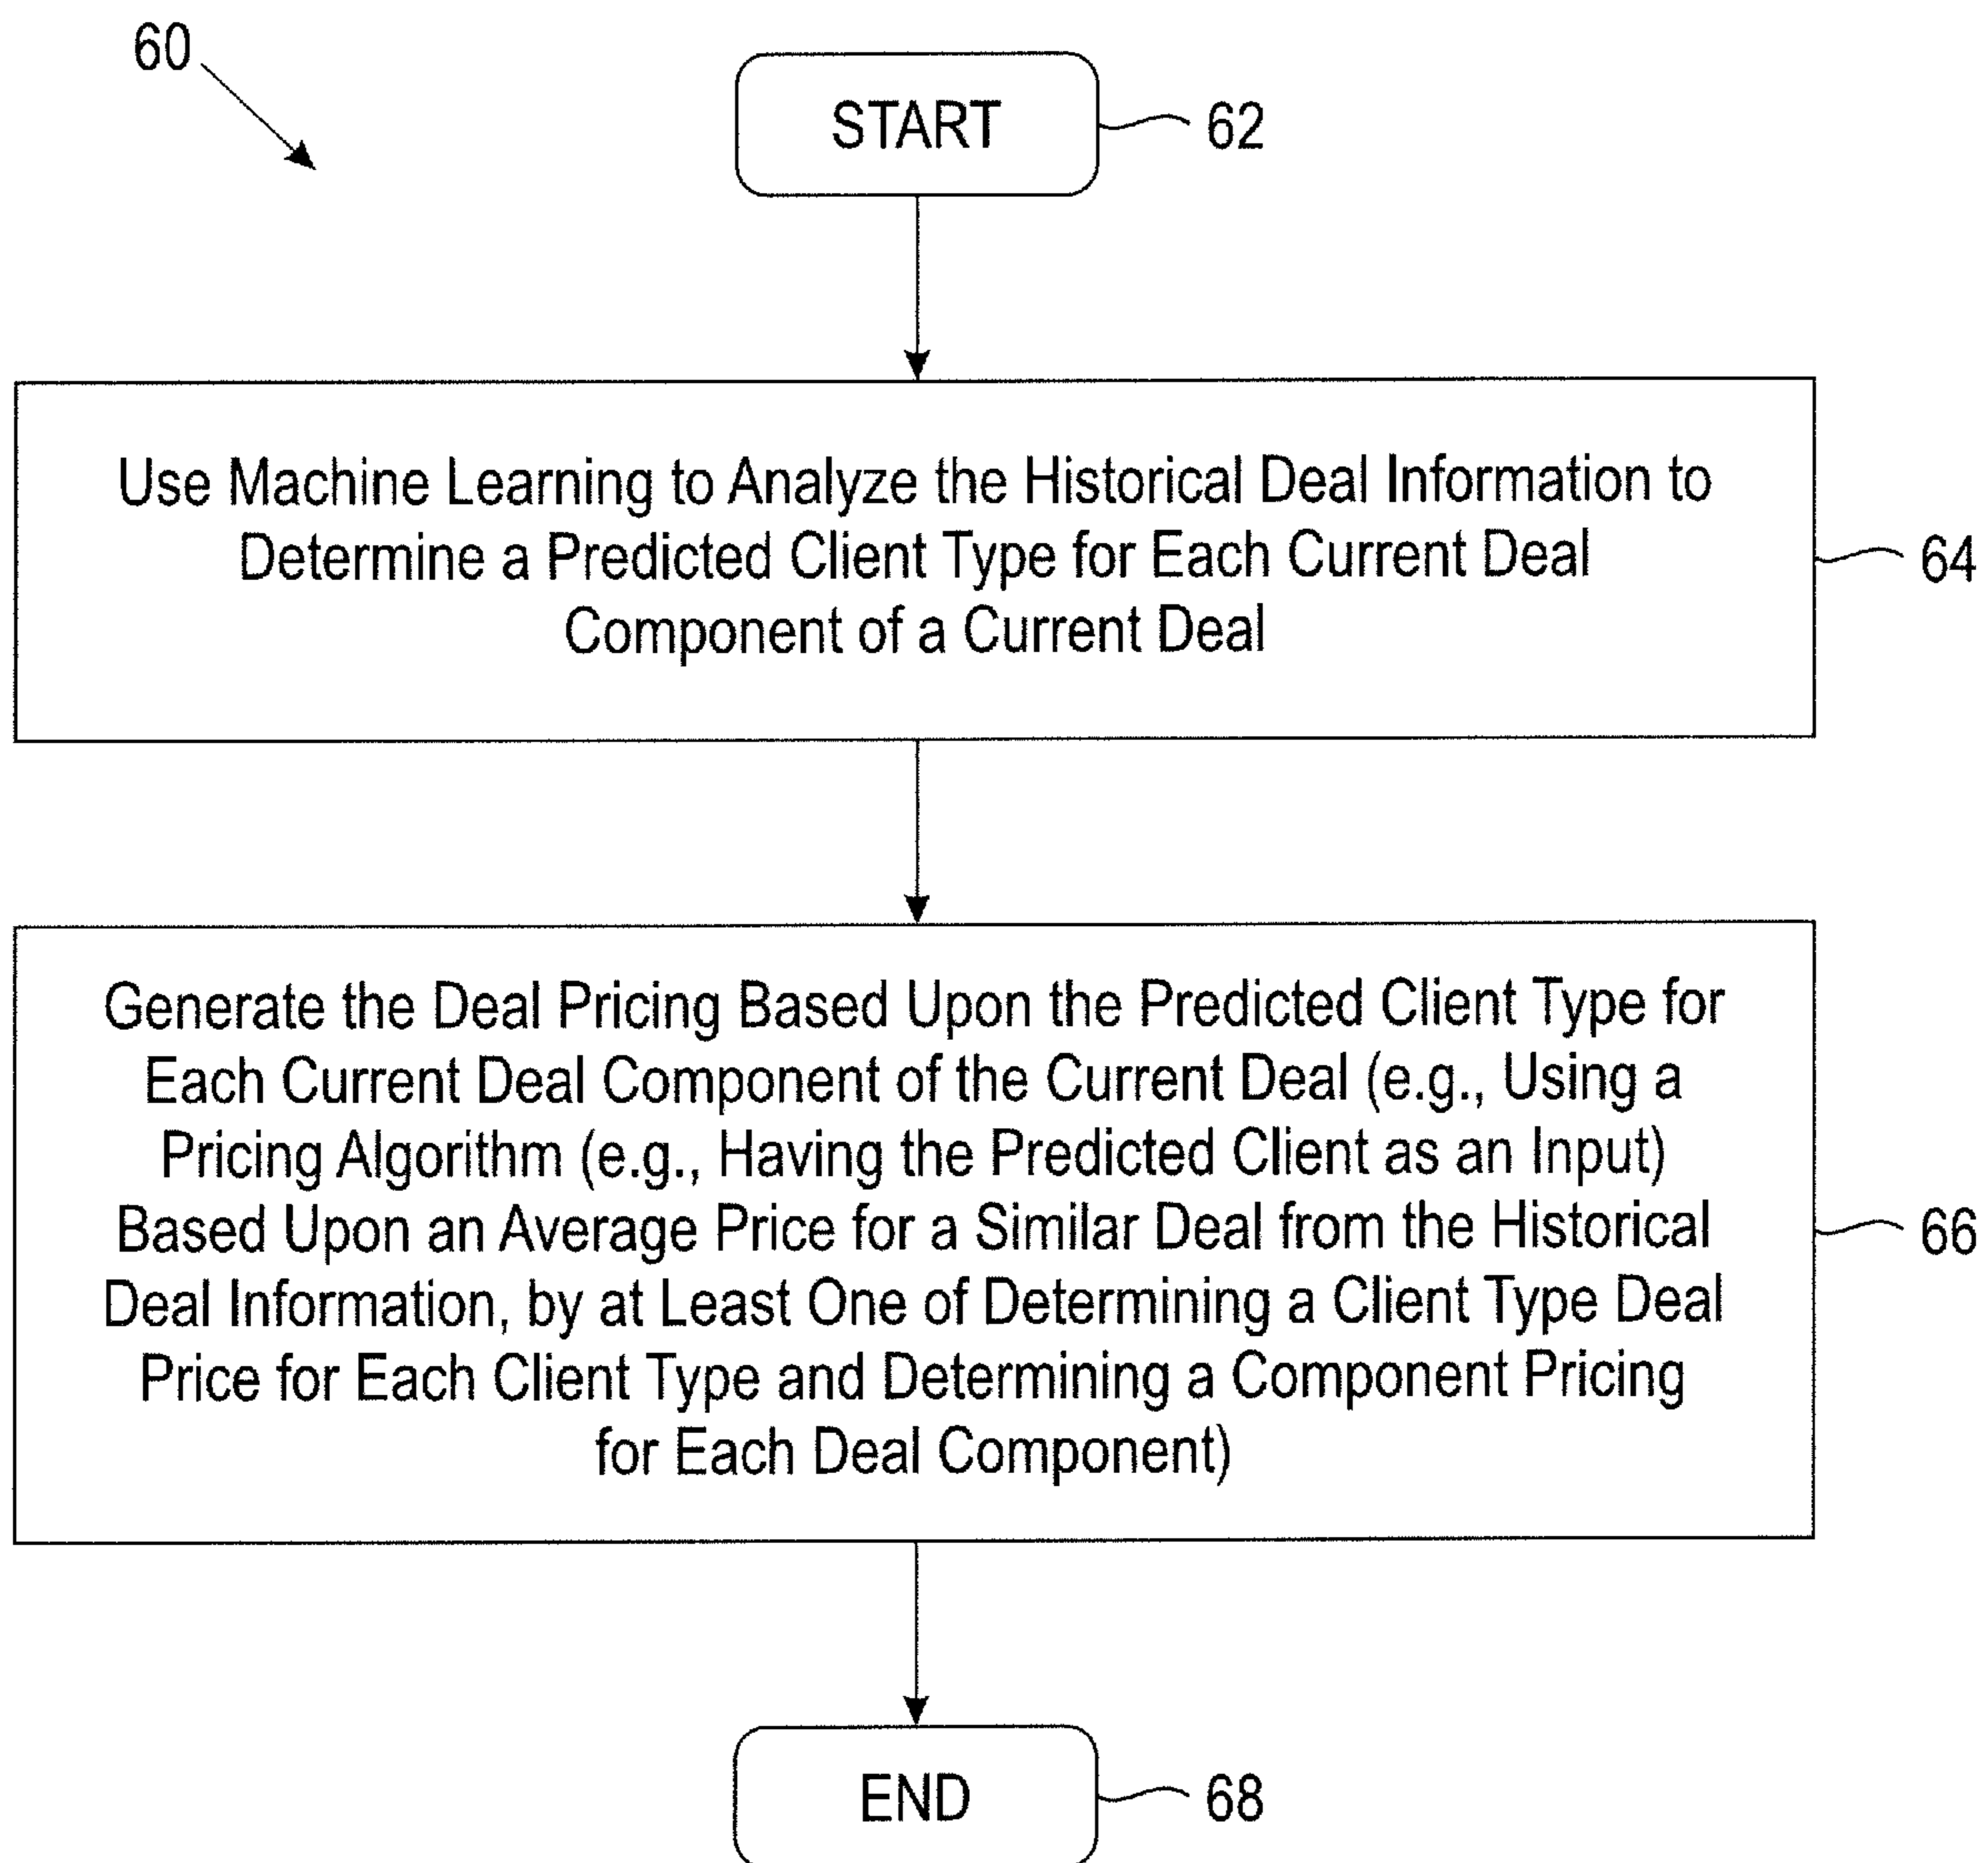 60
START
62
Use Machine Learning to Analyze the Historical Deal Information to
Determine a Predicted Client Type for Each Current Deal
Component of a Current Deal
64
Generate the Deal Pricing Based Upon the Predicted Client Type for
Each Current Deal Component of the Current Deal (e.g., Using a
Pricing Algorithm (e.g., Having the Predicted Client as an Input)
Based Upon an Average Price for a Similar Deal from the Historical
Deal Information, by at Least One of Determining a Client Type Deal
Price for Each Client Type and Determining a Component Pricing
for Each Deal Component)
66
END
68